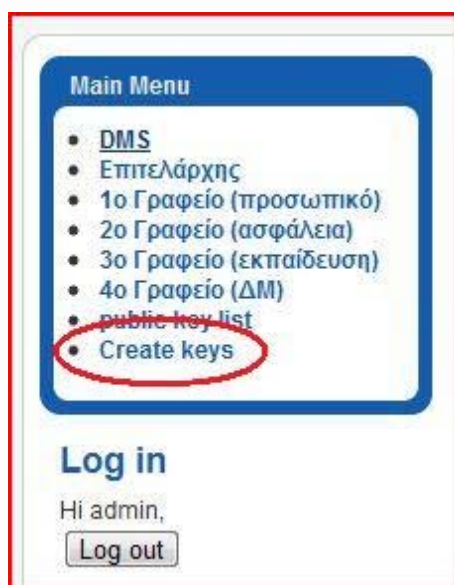 Main Menu
DMS
Επιτελάρχης
1ο Γραφείο (προσωπικό)
2ο Γραφείο (ασφάλεια)
3ο Γραφείο (εκπαίδευση)
4ο Γραφείο (ΔΜ)
public key list
Create keys
Log in
Hi admin,
Log out